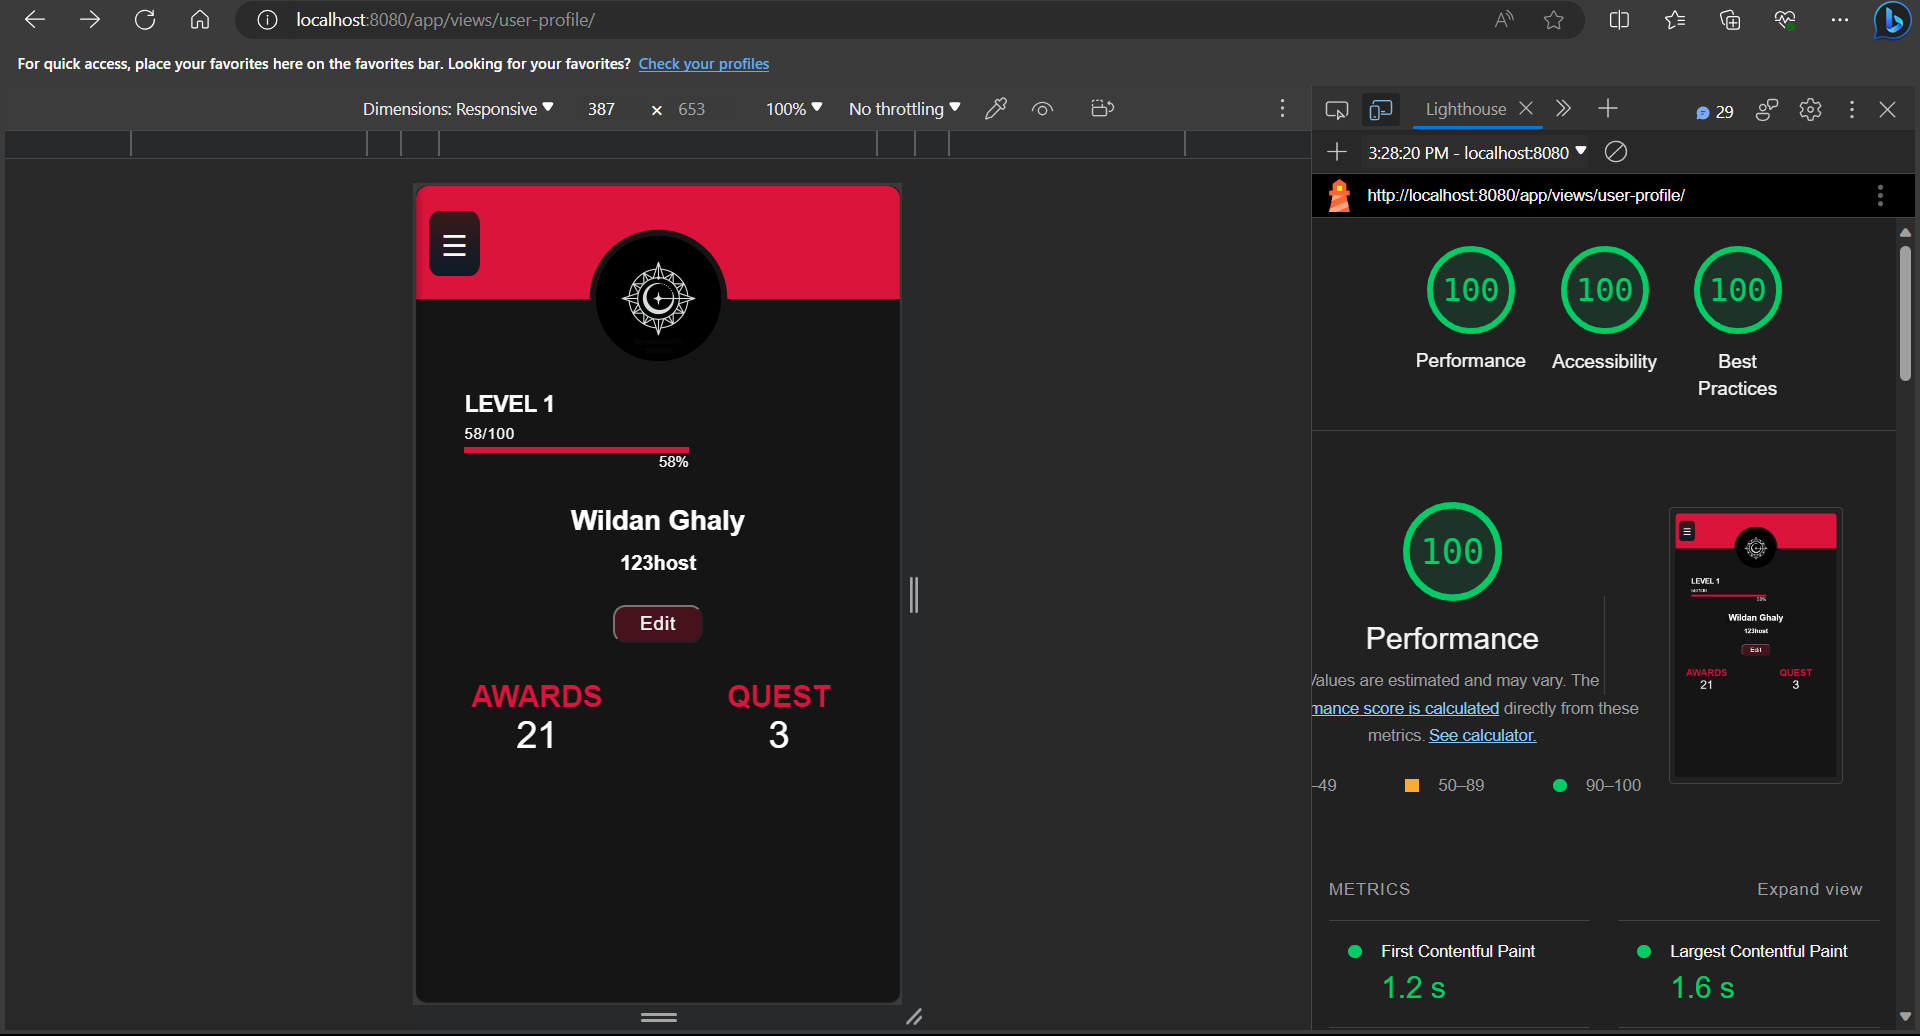 localhost:8080/app/views/user-profile/
For quick access, place your favorites here on the favorites bar. Looking for your favorites? Check your profiles
Dimensions: Responsive 387 × 653 100% No throttling
Lighthouse 29
3:28:20 PM - localhost:8080
http://localhost:8080/app/views/user-profile/
☰
LEVEL 1
58/100
58%
Wildan Ghaly
123host
Edit
AWARDS QUEST
21 3
100 100 100
Performance Accessibility Best
Practices
100
Performance
Values are estimated and may vary. The
mance score is calculated directly from these
metrics. See calculator.
–49 50–89 90–100
LEVEL 1
58/100
58%
Wildan Ghaly
123host
Edit
AWARDS QUEST
21 3
METRICS Expand view
First Contentful Paint Largest Contentful Paint
1.2 s 1.6 s